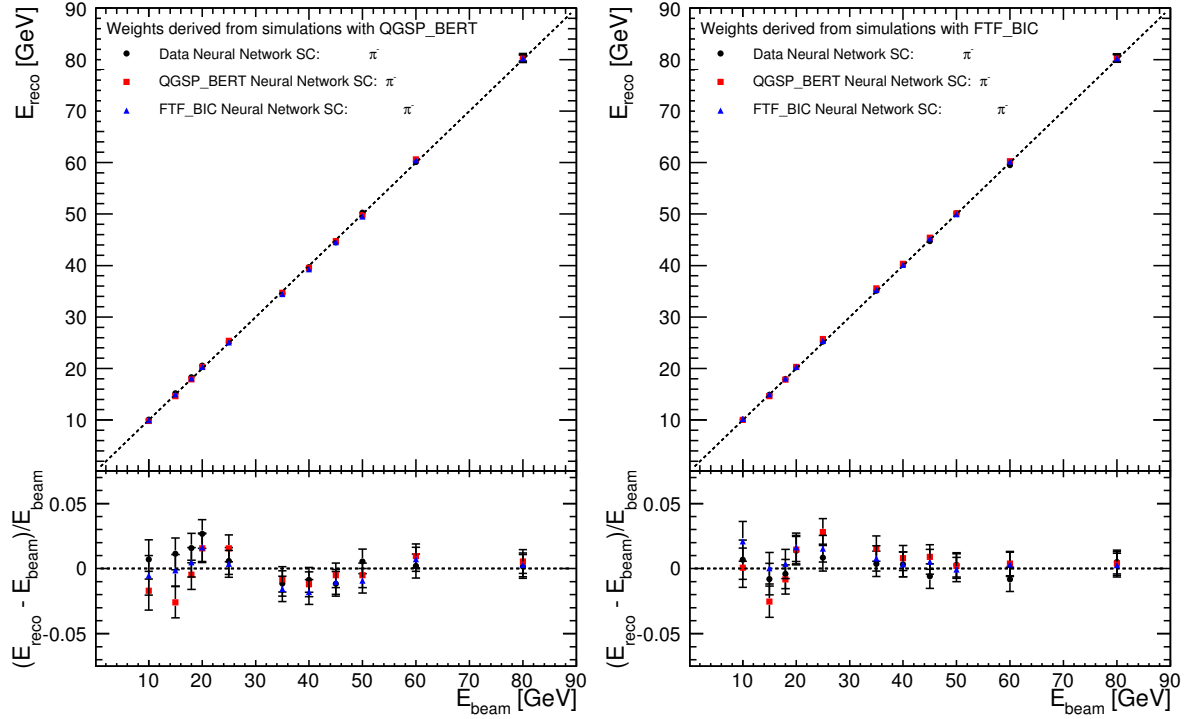 Weights derived from simulations with QGSP_BERT
Data Neural Network SC: π-
QGSP_BERT Neural Network SC: π-
FTF_BIC Neural Network SC: π-
E_reco [GeV]
90
80
70
60
50
40
30
20
10
(E_reco - E_beam)/E_beam
0.05
0
-0.05
10 20 30 40 50 60 70 80 90
E_beam [GeV]
Weights derived from simulations with FTF_BIC
Data Neural Network SC: π-
QGSP_BERT Neural Network SC: π-
FTF_BIC Neural Network SC: π-
E_reco [GeV]
90
80
70
60
50
40
30
20
10
(E_reco - E_beam)/E_beam
0.05
0
-0.05
10 20 30 40 50 60 70 80 90
E_beam [GeV]